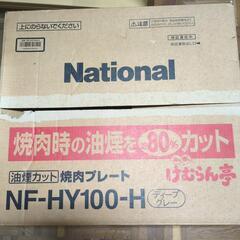 上にのらないでください
⚠注意
National
焼肉時の油煙を約80%カット
油煙カット 焼肉プレート
けむらん亭
NF-HY100-H ディープグレー